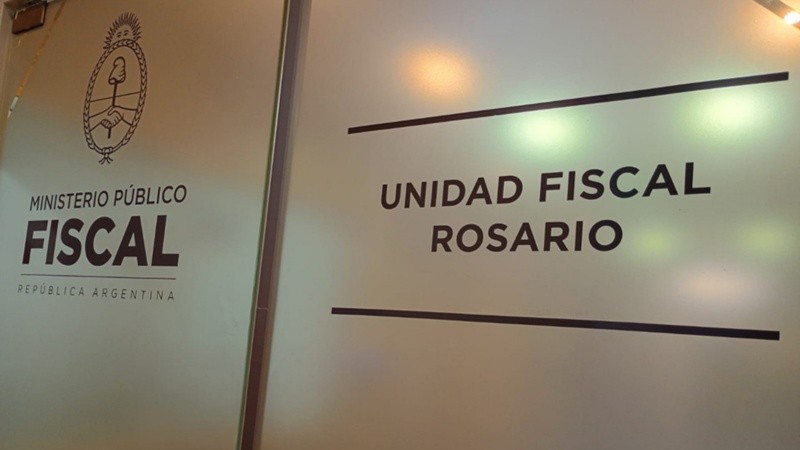 MINISTERIO PÚBLICO
FISCAL
REPÚBLICA ARGENTINA
UNIDAD FISCAL
ROSARIO